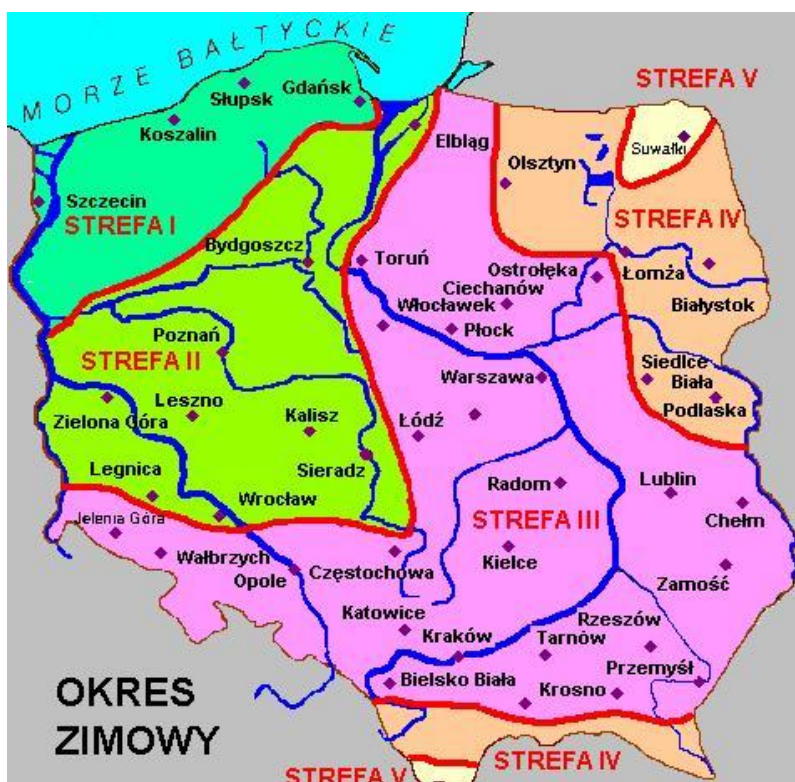 MORZE BAŁTYCKIE
STREFA V
Słupsk
Gdańsk
Koszalin
Elbląg
Suwałki
Olsztyn
Szczecin
STREFA I
STREFA IV
Bydgoszcz
Toruń
Ostrołęka
Łomża
Ciechanów
Włocławek
Białystok
Płock
Poznań
STREFA II
Siedlce
Warszawa
Biała
Podlaska
Leszno
Zielona Góra
Kalisz
Łódź
Sieradz
Legnica
Wrocław
Radom
Lublin
Jelenia Góra
STREFA III
Chełm
Wałbrzych
Opole
Częstochowa
Kielce
Zamość
Katowice
Rzeszów
Kraków
Tarnów
Przemyśl
Bielsko Biała
Krosno
OKRES
ZIMOWY
STREFA IV
STREFA V